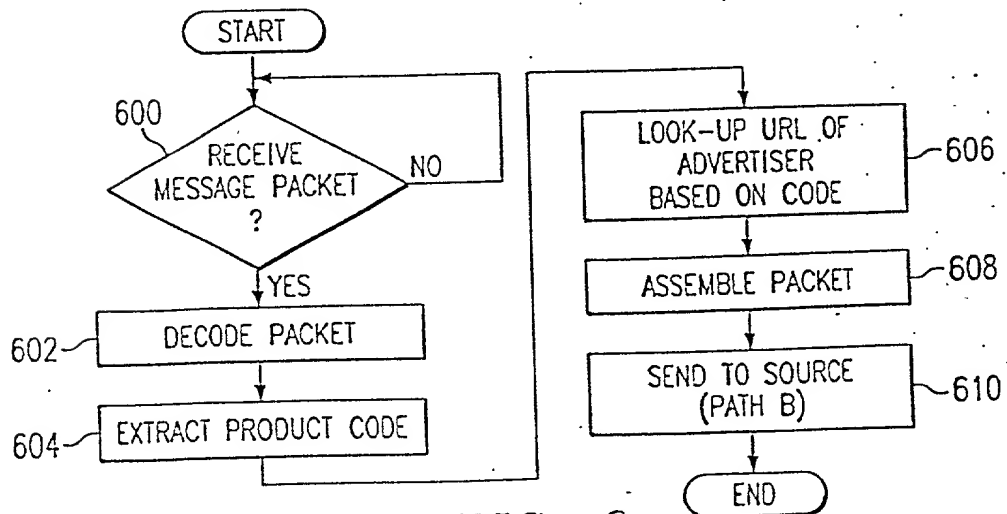 START
600
RECEIVE
MESSAGE PACKET
?
NO
YES
602
DECODE PACKET
604
EXTRACT PRODUCT CODE
LOOK-UP URL OF
ADVERTISER
BASED ON CODE
606
ASSEMBLE PACKET
608
SEND TO SOURCE
(PATH B)
610
END